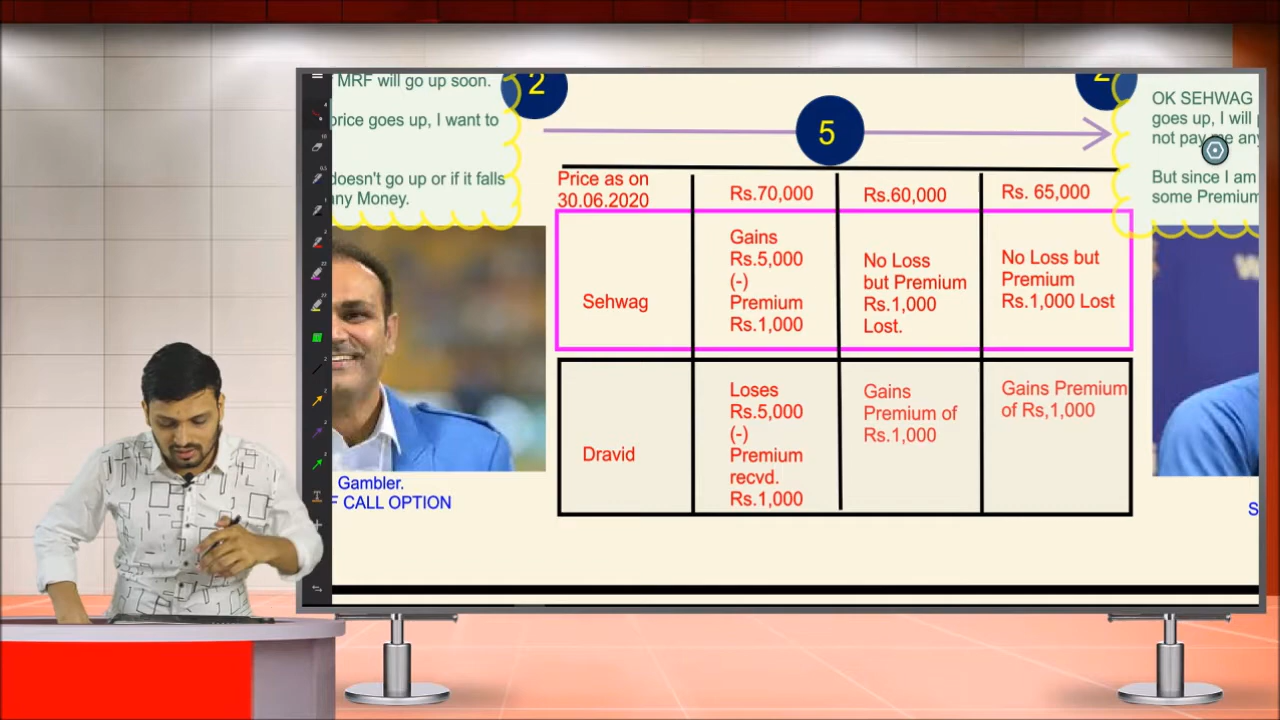 MRF will go up soon.
price goes up, I want to
doesn't go up or if it falls
any Money.
2
5
2
OK SEHWAG
goes up, I will
not pay me any
But since I am
some Premium
Price as on
30.06.2020
Rs.70,000
Rs.60,000
Rs. 65,000
Sehwag
Gains
Rs.5,000
(-)
Premium
Rs.1,000
No Loss
but Premium
Rs.1,000
Lost.
No Loss but
Premium
Rs.1,000 Lost
Dravid
Loses
Rs.5,000
(-)
Premium
recvd.
Rs.1,000
Gains
Premium of
Rs.1,000
Gains Premium
of Rs,1,000
Gambler.
F CALL OPTION
S